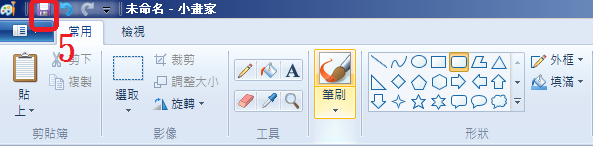 未命名 - 小畫家
5
常用 檢視
剪下
複製
貼上
剪貼簿
選取
裁剪
調整大小
旋轉
影像
A
工具
筆刷
外框
填滿
形狀